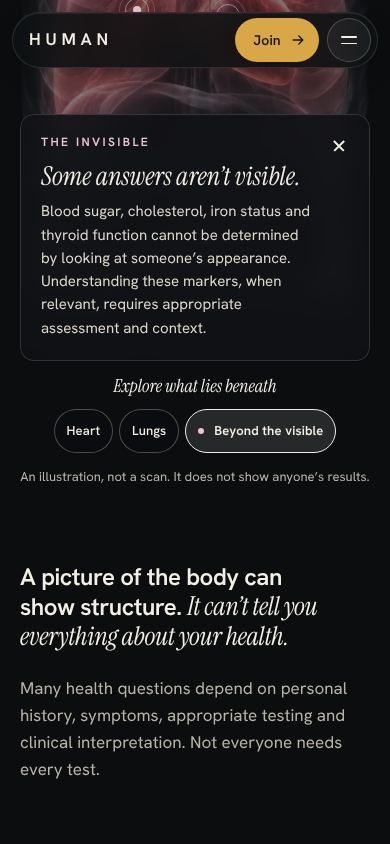 HUMAN
Join →
THE INVISIBLE
Some answers aren’t visible.
Blood sugar, cholesterol, iron status and
thyroid function cannot be determined
by looking at someone’s appearance.
Understanding these markers, when
relevant, requires appropriate
assessment and context.
Explore what lies beneath
Heart
Lungs
Beyond the visible
An illustration, not a scan. It does not show anyone’s results.
A picture of the body can
show structure. It can’t tell you
everything about your health.
Many health questions depend on personal
history, symptoms, appropriate testing and
clinical interpretation. Not everyone needs
every test.